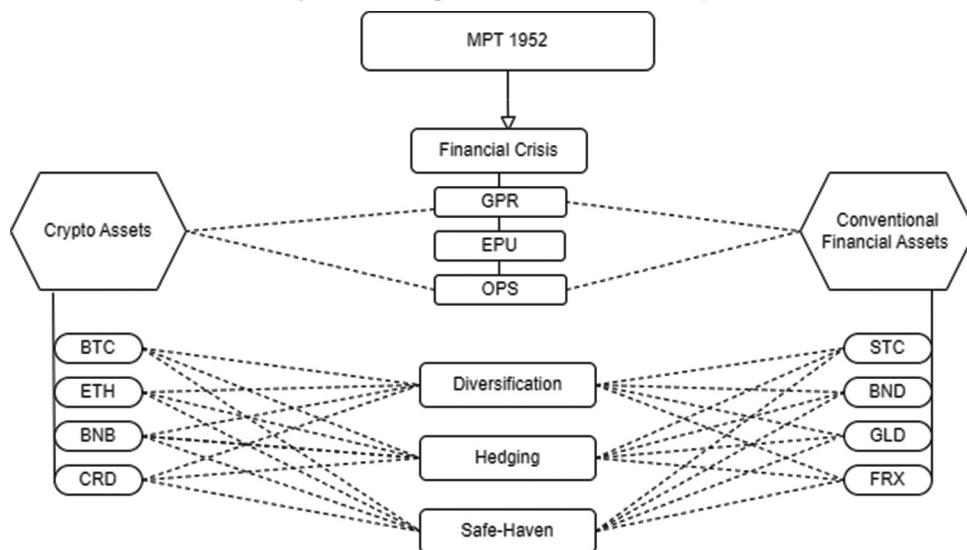 MPT 1952
Financial Crisis
GPR
EPU
OPS
Crypto Assets
Conventional
Financial Assets
BTC
ETH
BNB
CRD
Diversification
Hedging
Safe-Haven
STC
BND
GLD
FRX